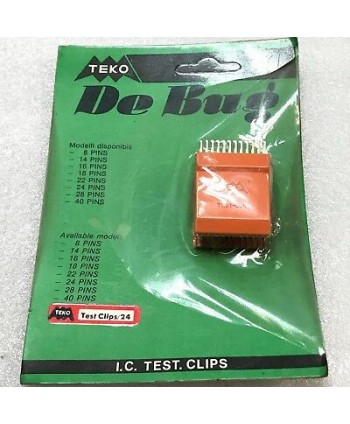 TEKO
De Bug
Modelli disponibili
- 8 PINS
- 14 PINS
- 16 PINS
- 18 PINS
- 22 PINS
- 24 PINS
- 28 PINS
- 40 PINS
Available models
- 8 PINS
- 14 PINS
- 16 PINS
- 18 PINS
- 22 PINS
- 24 PINS
- 28 PINS
- 40 PINS
TEKO Test Clips/24
I.C. TEST. CLIPS